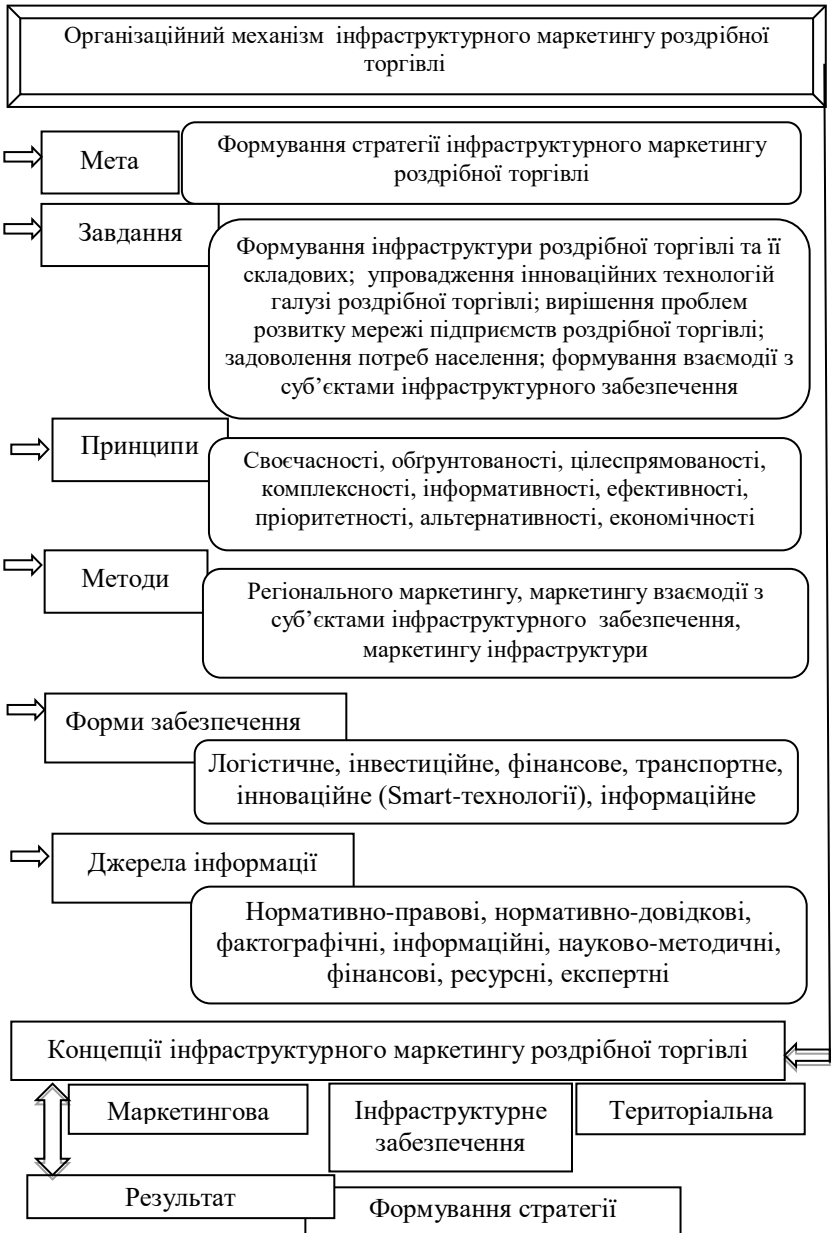 Організаційний механізм інфраструктурного маркетингу роздрібної
торгівлі
Мета
Формування стратегії інфраструктурного маркетингу
роздрібної торгівлі
Завдання
Формування інфраструктури роздрібної торгівлі та її
складових; упровадження інноваційних технологій
галузі роздрібної торгівлі; вирішення проблем
розвитку мережі підприємств роздрібної торгівлі;
задоволення потреб населення; формування взаємодії з
суб’єктами інфраструктурного забезпечення
Принципи
Своєчасності, обґрунтованості, цілеспрямованості,
комплексності, інформативності, ефективності,
пріоритетності, альтернативності, економічності
Методи
Регіонального маркетингу, маркетингу взаємодії з
суб’єктами інфраструктурного забезпечення,
маркетингу інфраструктури
Форми забезпечення
Логістичне, інвестиційне, фінансове, транспортне,
інноваційне (Smart-технології), інформаційне
Джерела інформації
Нормативно-правові, нормативно-довідкові,
фактографічні, інформаційні, науково-методичні,
фінансові, ресурсні, експертні
Концепції інфраструктурного маркетингу роздрібної торгівлі
Маркетингова
Інфраструктурне
забезпечення
Територіальна
Результат
Формування стратегії